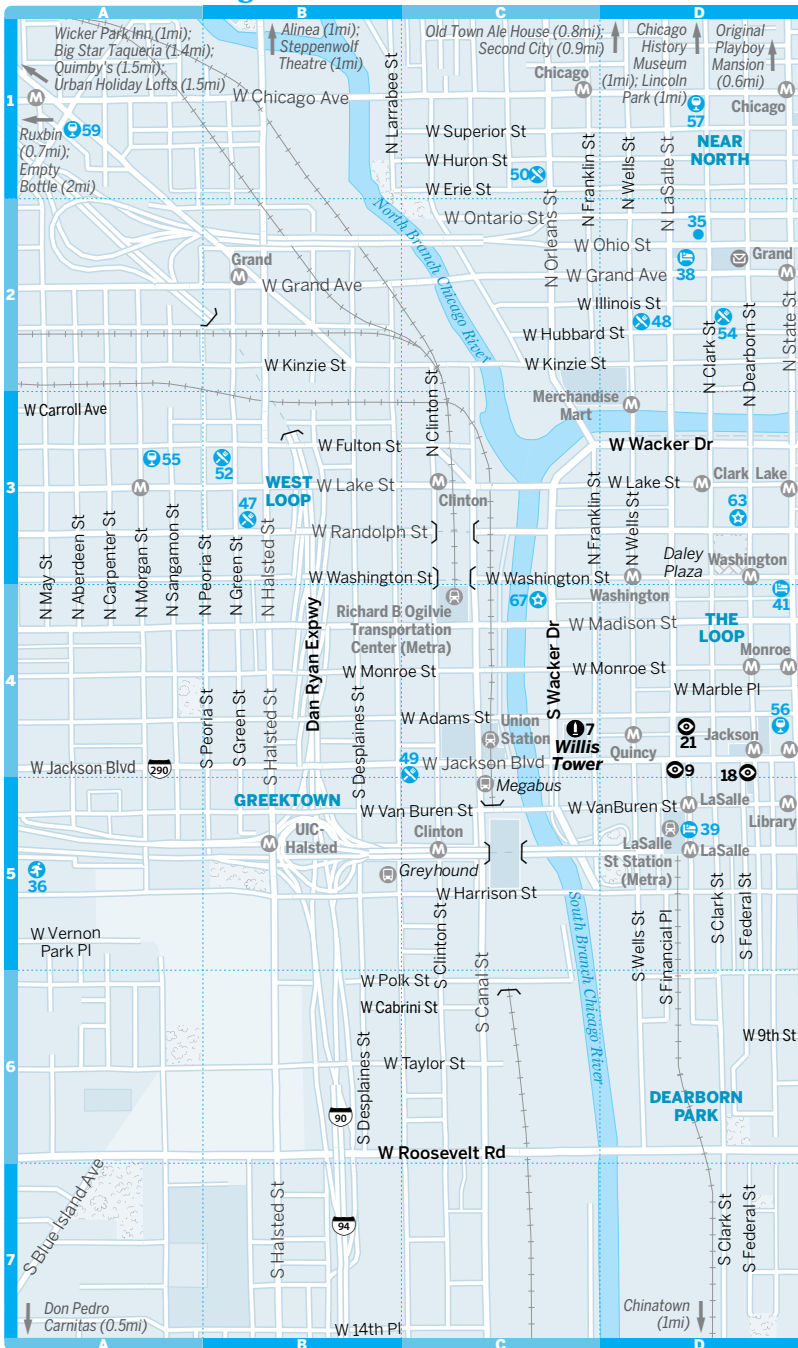 Wicker Park Inn (1mi);
Big Star Taqueria (1.4mi);
Quimby's (1.5mi);
Urban Holiday Lofts (1.5mi)
Alinea (1mi);
Steppenwolf
Theatre (1mi)
Old Town Ale House (0.8mi);
Second City (0.9mi)
Chicago
History
Museum
(1mi); Lincoln
Park (1mi)
Original
Playboy
Mansion
(0.6mi)
1
W Chicago Ave
N Larrabee St
Chicago
Chicago
59
57
Ruxbin
(0.7mi);
Empty
Bottle (2mi)
W Superior St
W Huron St
50
W Erie St
NEAR
NORTH
N Franklin St
N Wells St
N LaSalle St
North Branch Chicago River
W Ontario St
N Orleans St
35
W Ohio St
Grand
38
Grand
W Grand Ave
W Grand Ave
2
W Illinois St
48
54
W Hubbard St
N Clark St
N Dearborn St
N State St
W Kinzie St
W Kinzie St
W Carroll Ave
N Clinton St
Merchandise
Mart
W Fulton St
W Wacker Dr
55
52
WEST
LOOP
3
W Lake St
Clinton
W Lake St
Clark Lake
47
63
W Randolph St
N Franklin St
N Wells St
Daley
Plaza
Washington
N May St
N Aberdeen St
N Carpenter St
N Morgan St
N Sangamon St
N Peoria St
N Green St
N Halsted St
W Washington St
W Washington St
Washington
41
67
Richard B Ogilvie
Transportation
Center (Metra)
W Madison St
THE
LOOP
Dan Ryan Expwy
S Wacker Dr
4
W Monroe St
W Monroe St
Monroe
W Marble Pl
S Peoria St
S Green St
S Halsted St
S Desplaines St
W Adams St
Union
Station
7
Willis
Tower
Quincy
21
Jackson
56
W Jackson Blvd
290
49
W Jackson Blvd
9
18
Megabus
GREEKTOWN
W Van Buren St
W VanBuren St
LaSalle
Library
UIC-
Halsted
Clinton
39
LaSalle
St Station
(Metra)
LaSalle
5
36
Greyhound
W Harrison St
W Vernon
Park Pl
S Clinton St
S Canal St
South Branch Chicago River
S Wells St
S Financial Pl
S Clark St
S Federal St
W Polk St
W Cabrini St
W 9th St
6
W Taylor St
S Desplaines St
90
DEARBORN
PARK
W Roosevelt Rd
S Blue Island Ave
S Halsted St
94
S Clark St
S Federal St
7
Don Pedro
Carnitas (0.5mi)
W 14th Pl
Chinatown
(1mi)
A
B
C
D